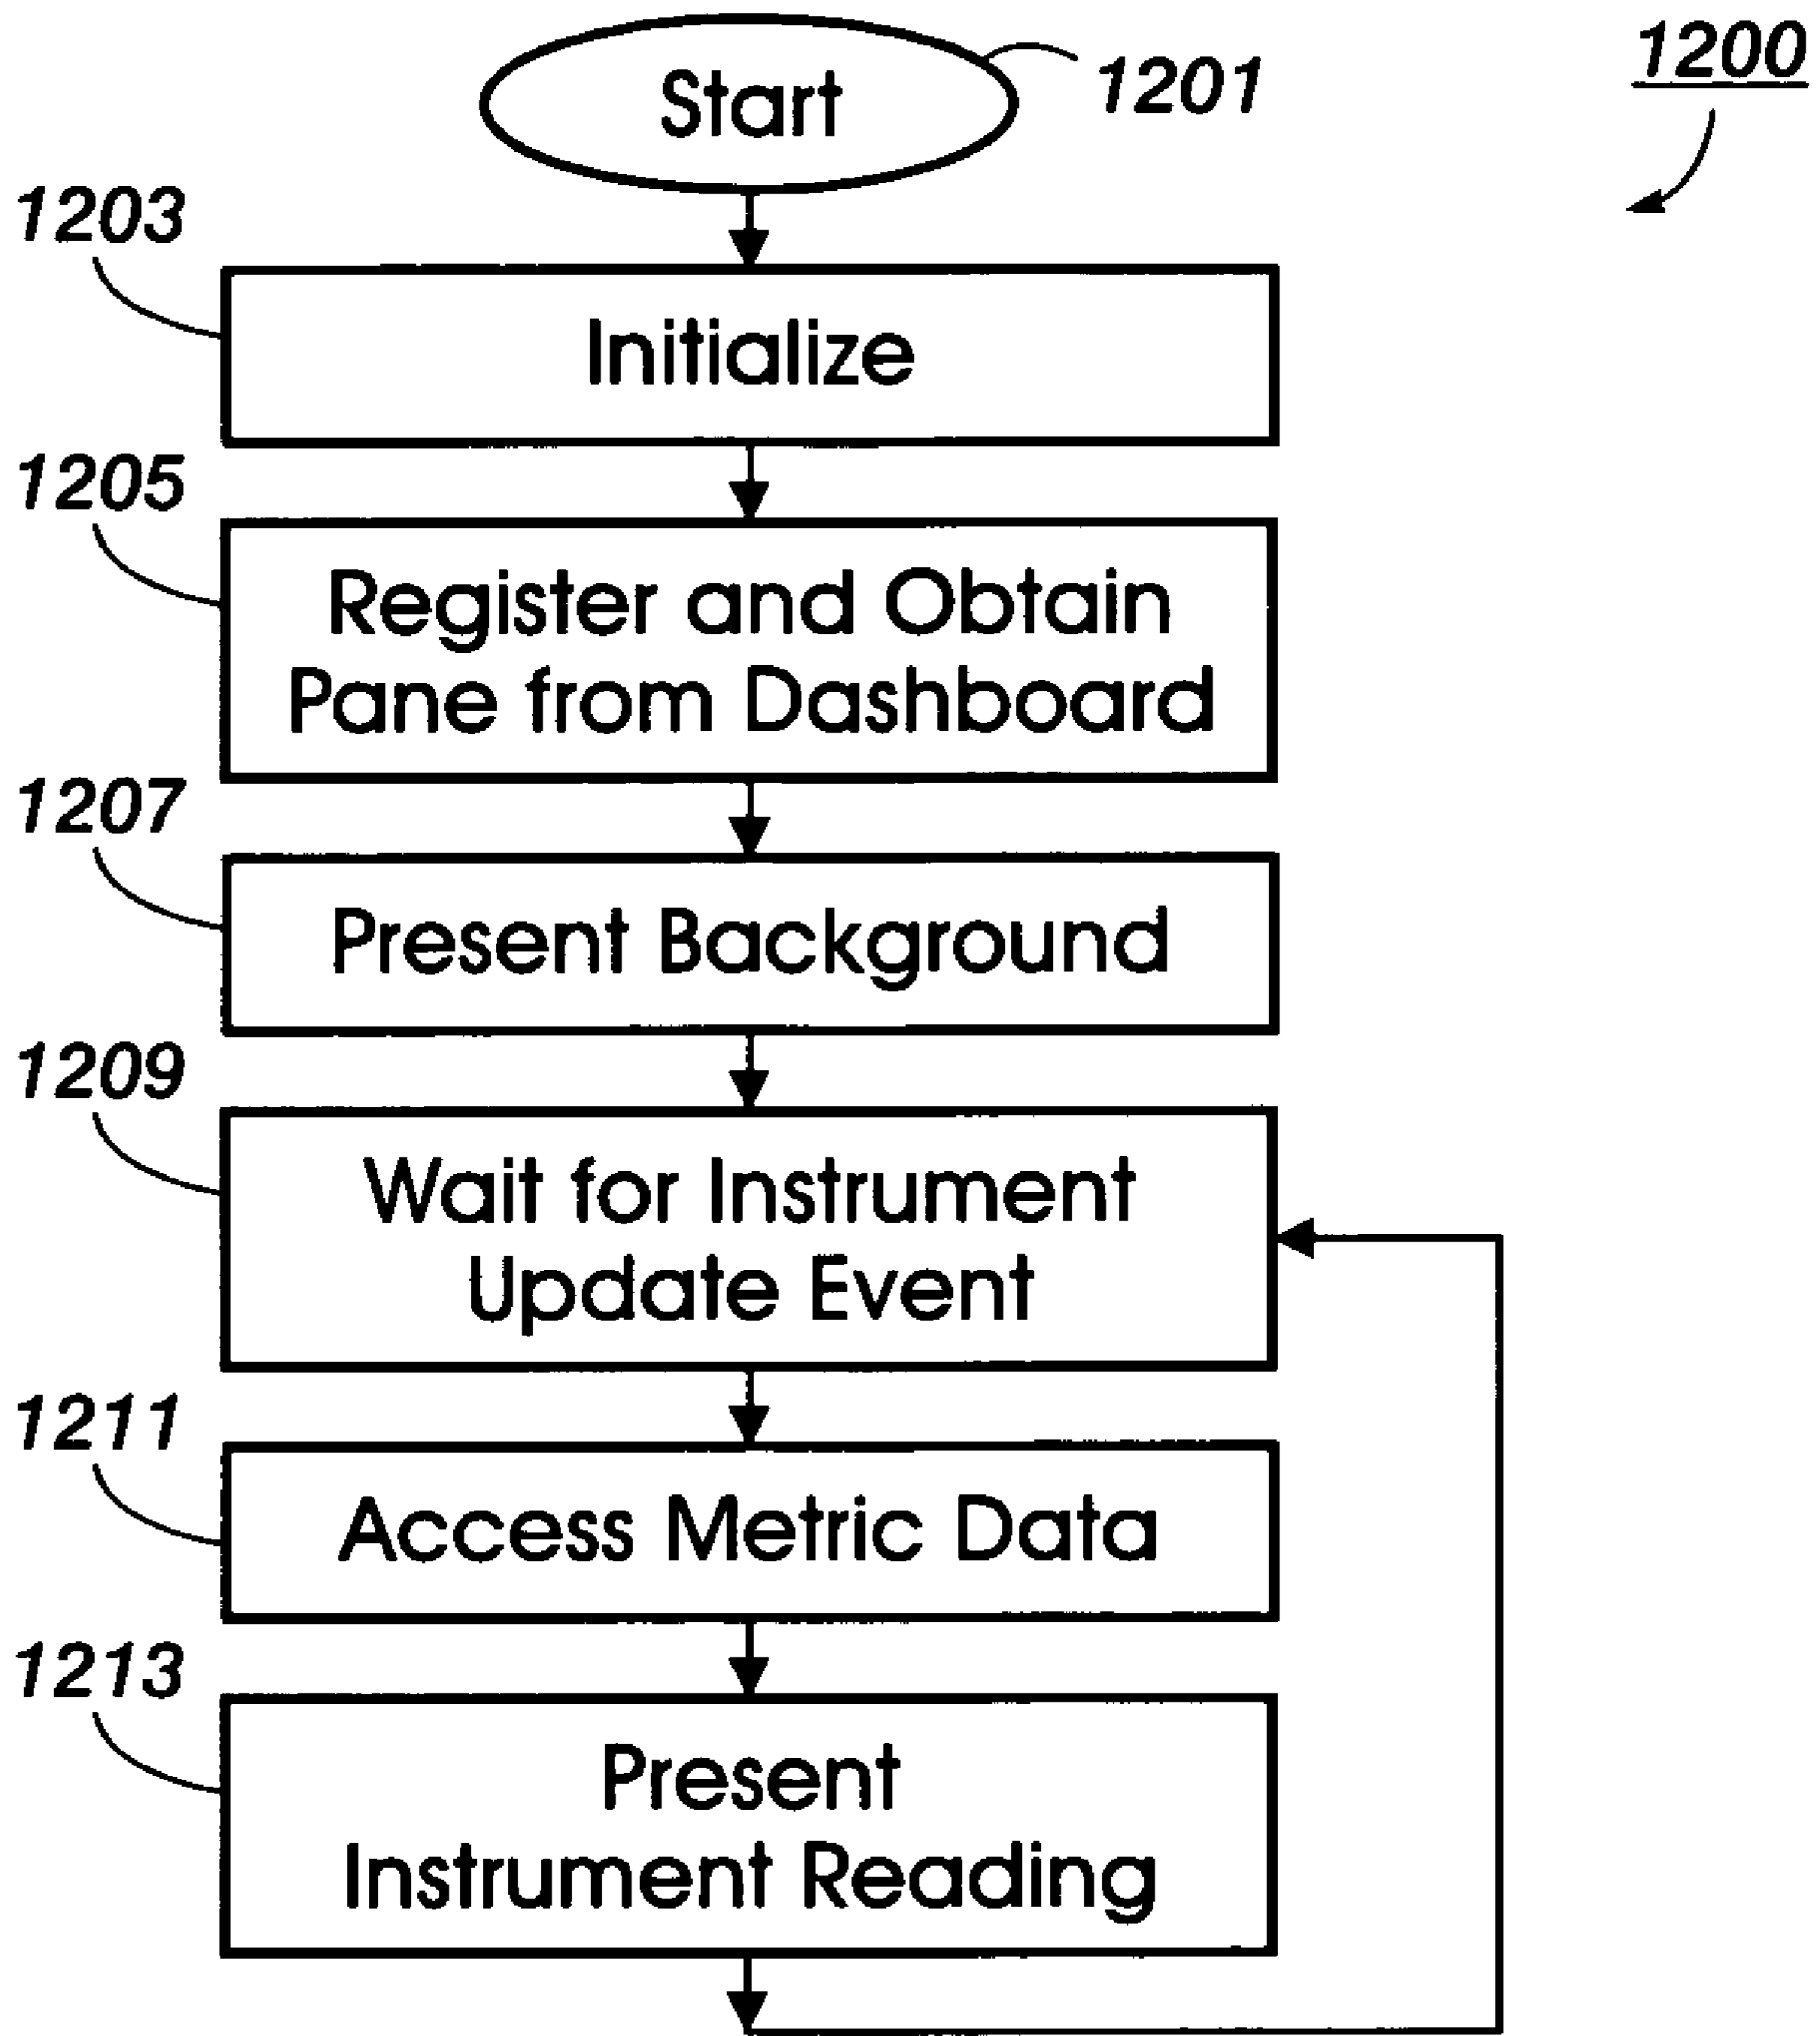 1200
Start
1201
1203
Initialize
1205
Register and Obtain
Pane from Dashboard
1207
Present Background
1209
Wait for Instrument
Update Event
1211
Access Metric Data
1213
Present
Instrument Reading